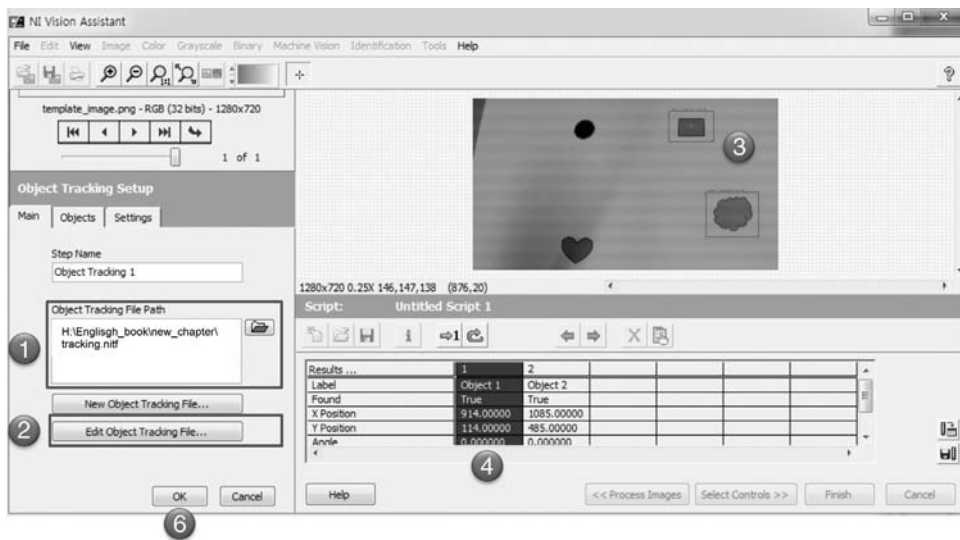 NI Vision Assistant
File Edit View Image Color Grayscale Binary Machine Vision Identification Tools Help
template_image.png - RGB (32 bits) - 1280x720
1 of 1
Object Tracking Setup
Main Objects Settings
Step Name
Object Tracking 1
Object Tracking File Path
H:\Englisgh_book\new_chapter\
tracking.nitf
1
New Object Tracking File...
2
Edit Object Tracking File...
OK Cancel
6
3
1280x720 0.25X 146,147,138 (876,20)
Script: Untitled Script 1
1
Results ... 1 2
Label Object 1 Object 2
Found True True
X Position 914.00000 1085.00000
Y Position 114.00000 485.00000
Angle 0.000000 0.000000
4
Help << Process Images Select Controls >> Finish Cancel